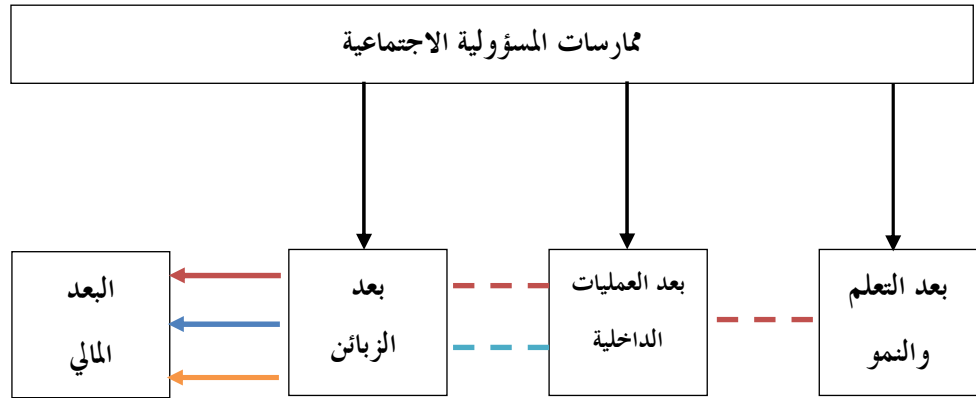 ممارسات المسؤولية الاجتماعية
بعد التعلم
والنمو
بعد العمليات
الداخلية
بعد
الزبائن
البعد
المالي